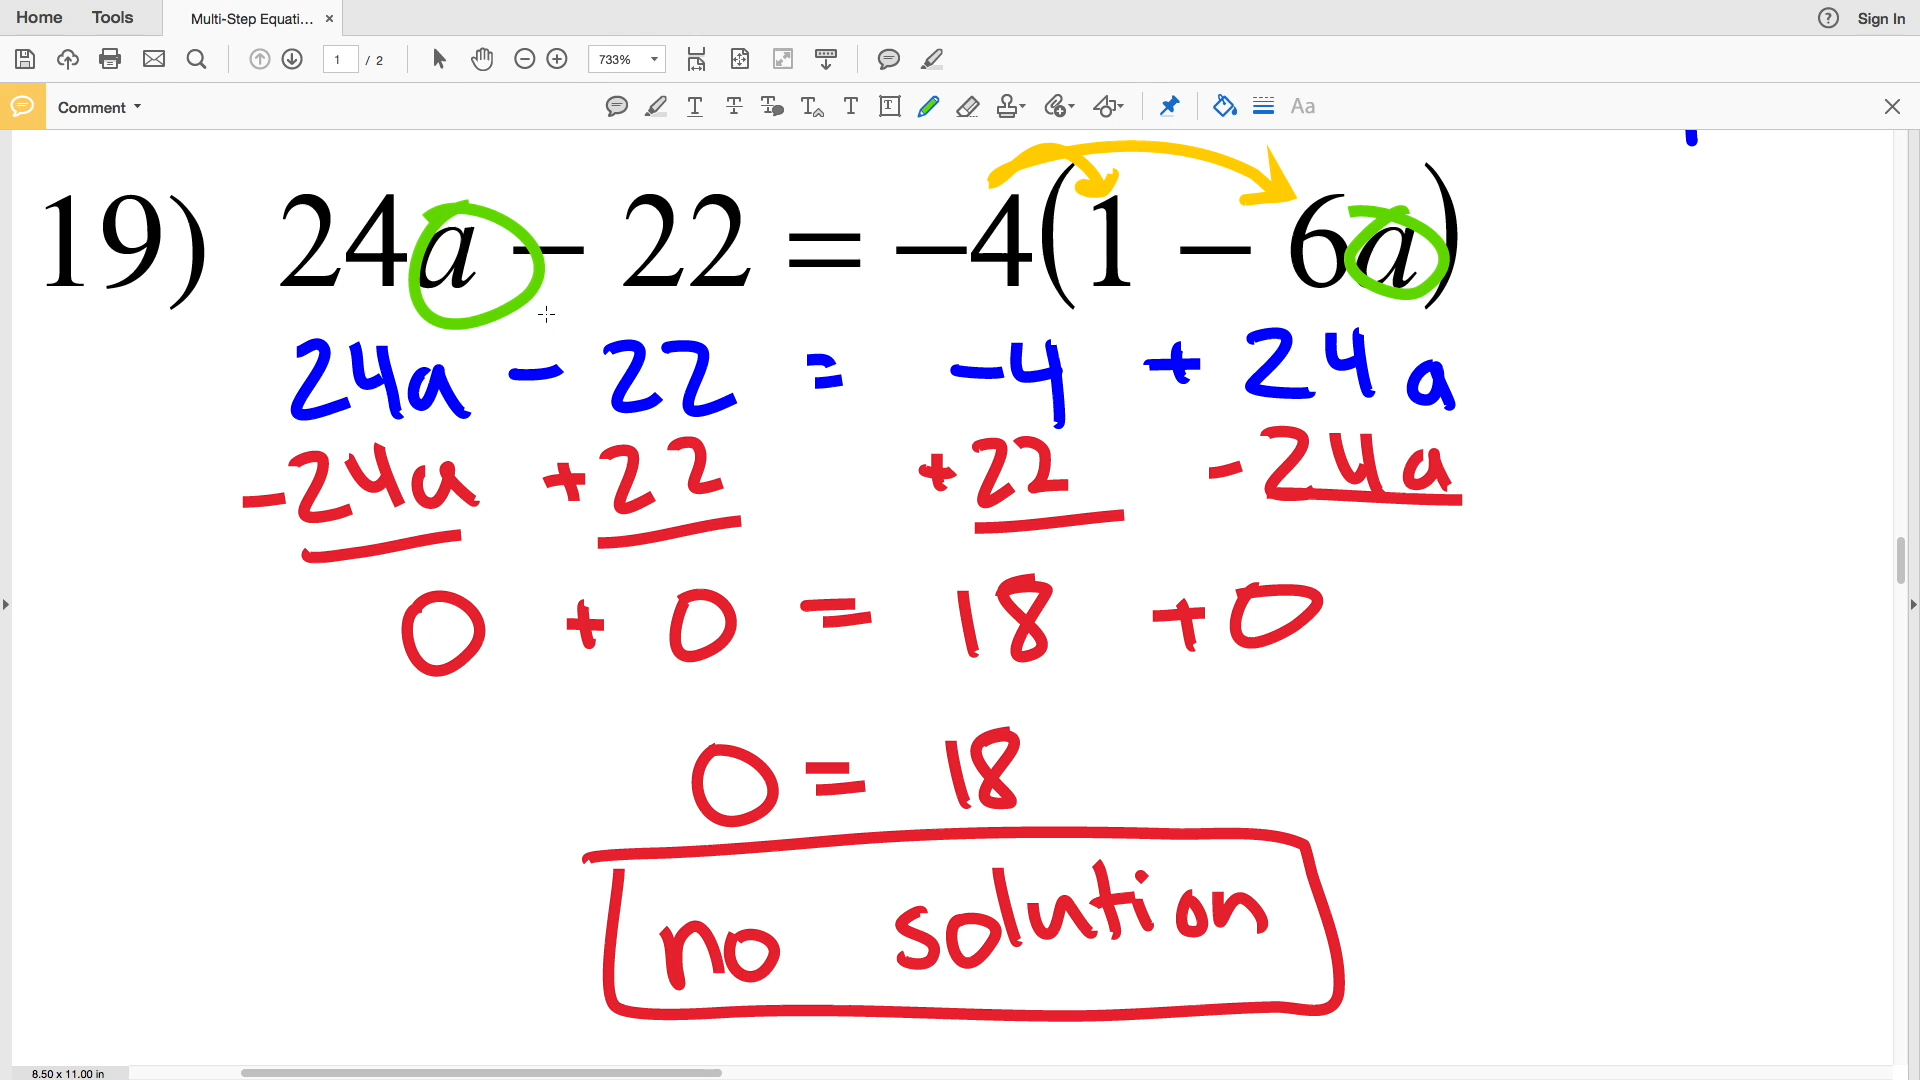 Home Tools Multi-Step Equati... × ? Sign In
1 / 2 733%
Comment T T T T T T Aa
19) 24a – 22 = –4(1 – 6a)
24a - 22 = -4 + 24a
-24a +22 +22 -24a
0 + 0 = 18 + 0
0 = 18
no solution
8.50 x 11.00 in